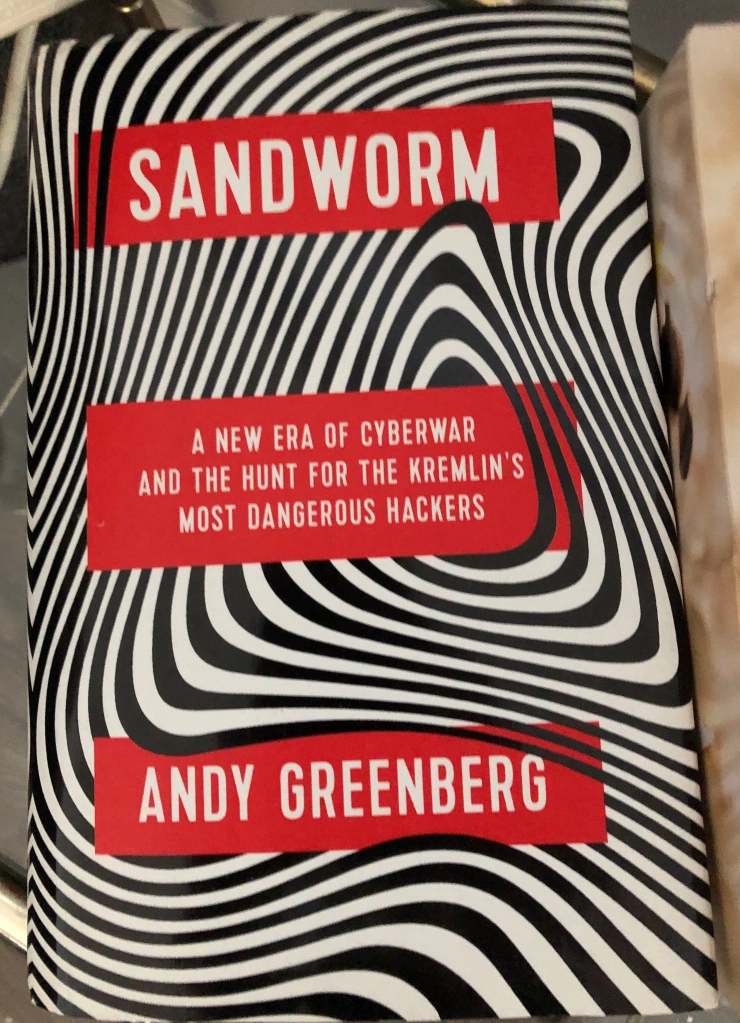 SANDWORM
A NEW ERA OF CYBERWAR
AND THE HUNT FOR THE KREMLIN'S
MOST DANGEROUS HACKERS
ANDY GREENBERG